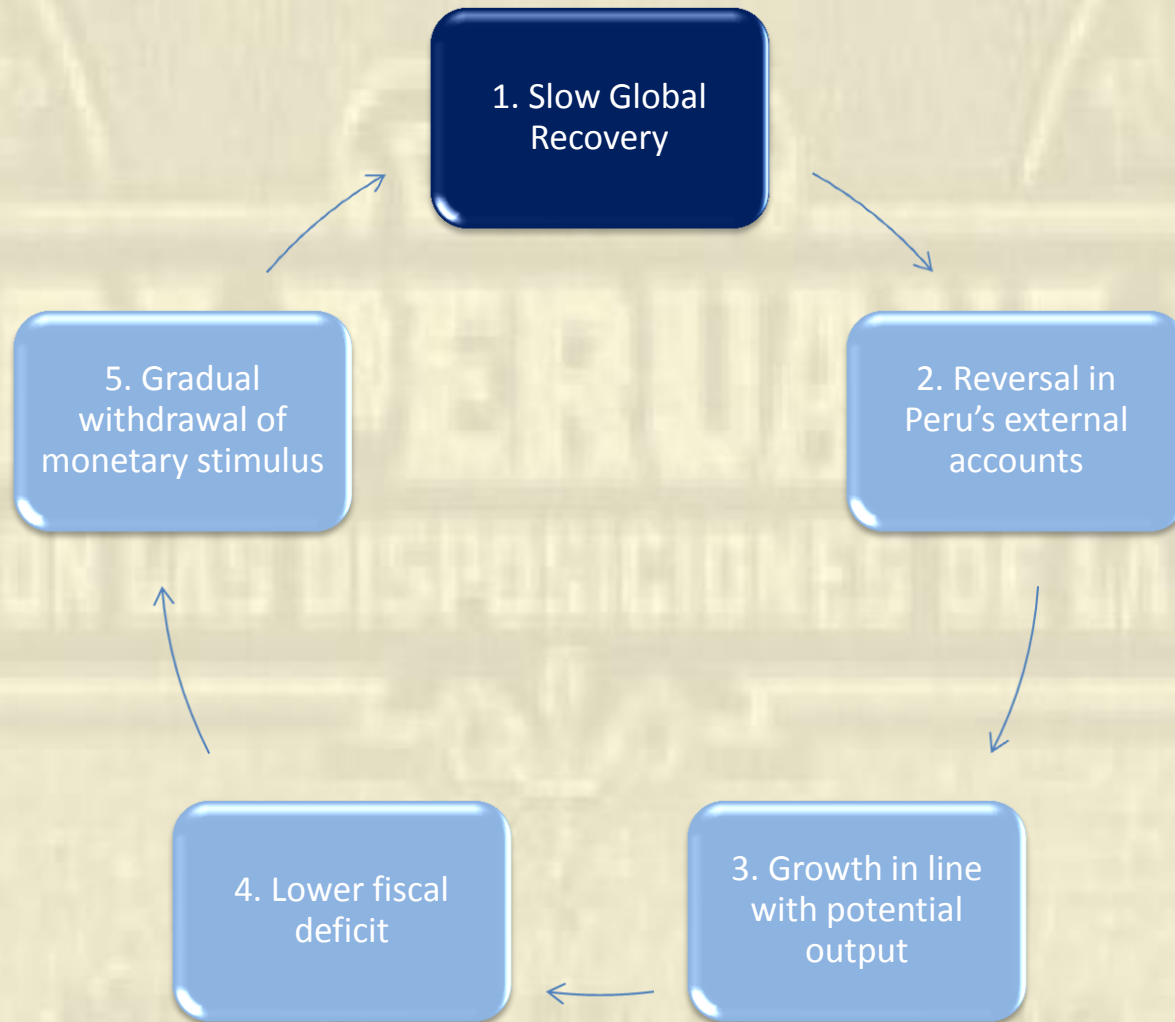 1. Slow Global
Recovery
2. Reversal in
Peru’s external
accounts
3. Growth in line
with potential
output
4. Lower fiscal
deficit
5. Gradual
withdrawal of
monetary stimulus